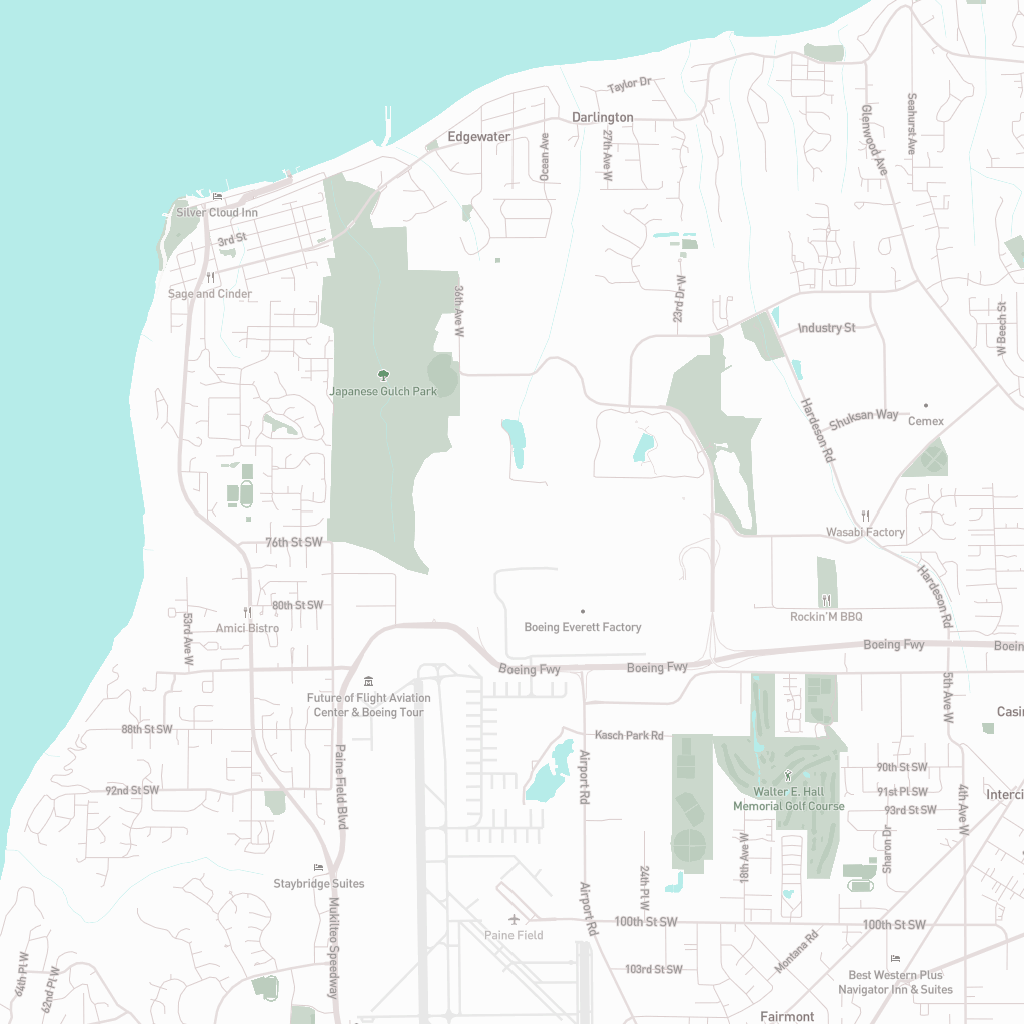 Taylor Dr
Darlington
Edgewater
Ocean Ave
27th Ave W
Glenwood Ave
Seahurst Ave
Silver Cloud Inn
3rd St
Sage and Cinder
36th Ave W
23rd Dr W
Industry St
W Beech St
Japanese Gulch Park
Hardeson Rd
Shuksan Way
Cemex
Wasabi Factory
76th St SW
80th St SW
53rd Ave W
Amici Bistro
Boeing Everett Factory
Rockin'M BBQ
Hardeson Rd
Boeing Fwy
Boeing Fwy
Boeing Fwy
Boein
Future of Flight Aviation
Center & Boeing Tour
5th Ave W
Casin
88th St SW
Kasch Park Rd
Paine Field Blvd
Airport Rd
90th St SW
91st Pl SW
93rd St SW
92nd St SW
Walter E. Hall
Memorial Golf Course
4th Ave W
Interci
18th Ave W
Sharon Dr
24th Pl W
Staybridge Suites
Mukilteo Speedway
Airport Rd
100th St SW
100th St SW
Paine Field
Montana Rd
103rd St SW
64th Pl W
62nd Pl W
Best Western Plus
Navigator Inn & Suites
Fairmont